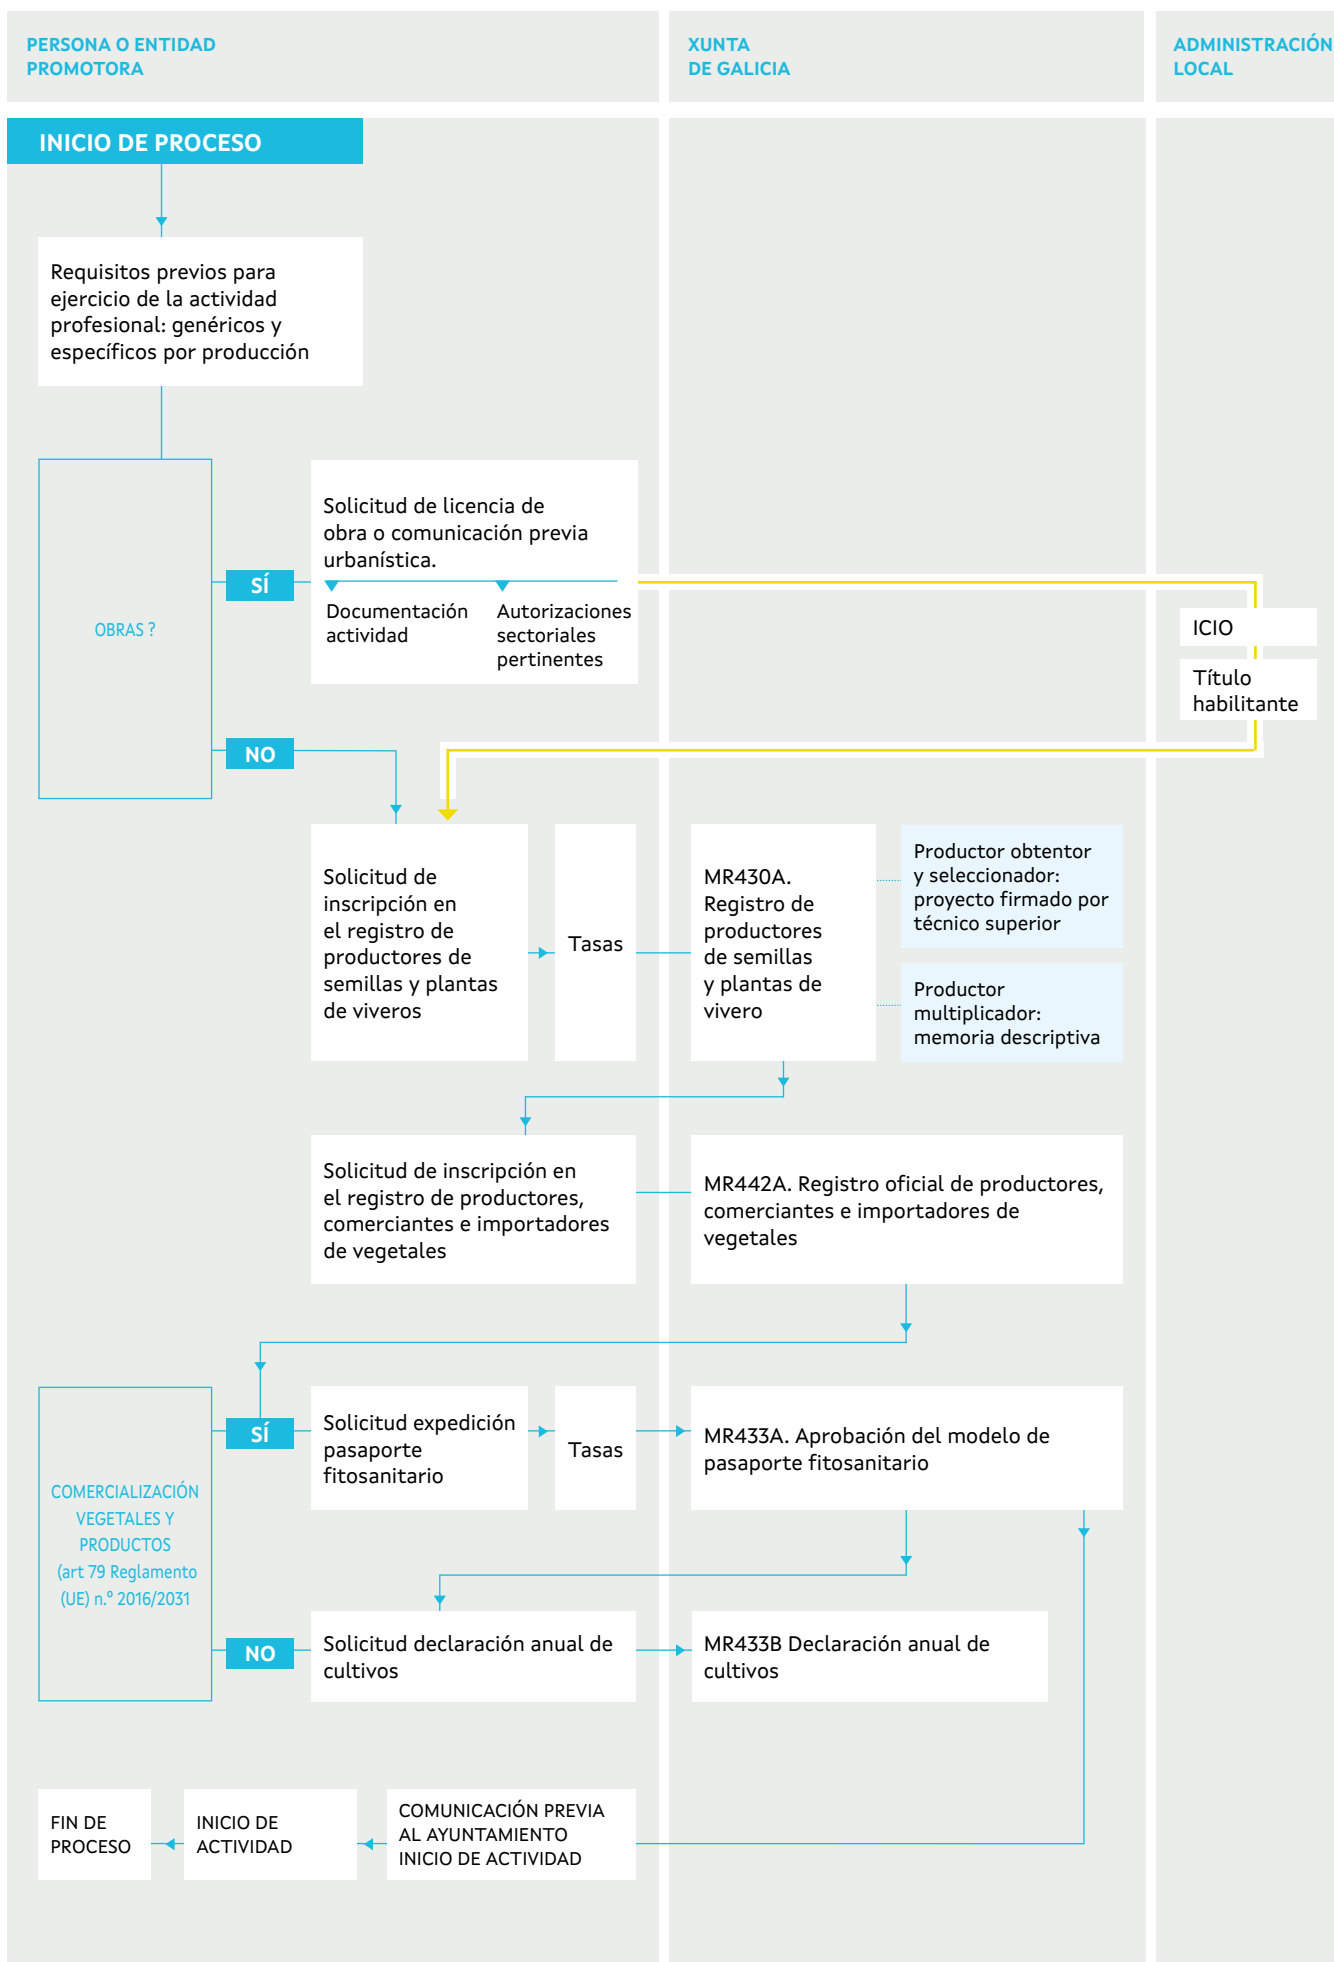 PERSONA O ENTIDAD
PROMOTORA
XUNTA
DE GALICIA
ADMINISTRACIÓN
LOCAL
INICIO DE PROCESO
Requisitos previos para
ejercicio de la actividad
profesional: genéricos y
específicos por producción
OBRAS ?
SÍ
Solicitud de licencia de
obra o comunicación previa
urbanística.
Documentación
actividad
Autorizaciones
sectoriales
pertinentes
ICIO
Título
habilitante
NO
Solicitud de
inscripción en
el registro de
productores de
semillas y plantas
de viveros
Tasas
MR430A.
Registro de
productores
de semillas
y plantas de
vivero
Productor obtentor
y seleccionador:
proyecto firmado por
técnico superior
Productor
multiplicador:
memoria descriptiva
Solicitud de inscripción en
el registro de productores,
comerciantes e importadores
de vegetales
MR442A. Registro oficial de productores,
comerciantes e importadores de
vegetales
COMERCIALIZACIÓN
VEGETALES Y
PRODUCTOS
(art 79 Reglamento
(UE) n.º 2016/2031
SÍ
Solicitud expedición
pasaporte
fitosanitario
Tasas
MR433A. Aprobación del modelo de
pasaporte fitosanitario
NO
Solicitud declaración anual de
cultivos
MR433B Declaración anual de
cultivos
FIN DE
PROCESO
INICIO DE
ACTIVIDAD
COMUNICACIÓN PREVIA
AL AYUNTAMIENTO
INICIO DE ACTIVIDAD